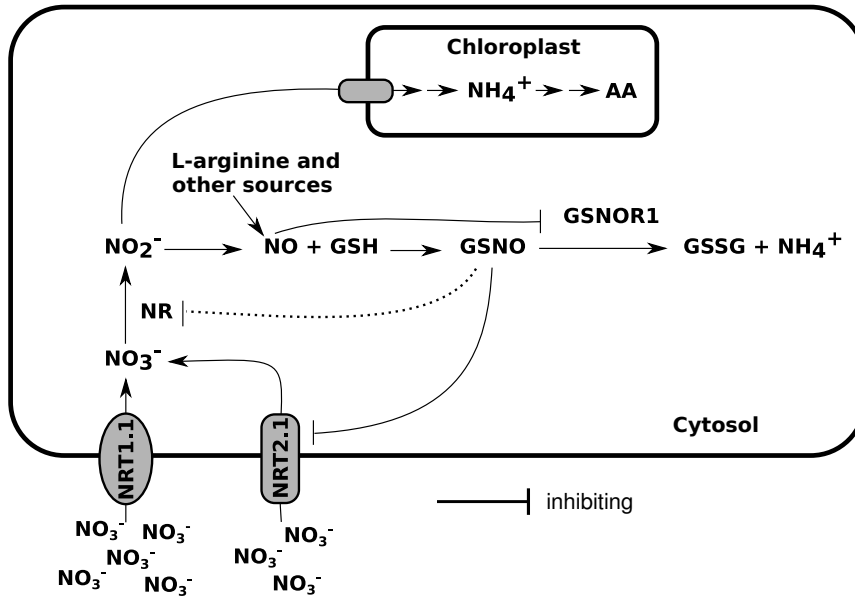 Chloroplast
NH₄⁺
AA
L-arginine and
other sources
GSNOR1
NO₂⁻
NO + GSH
GSNO
GSSG + NH₄⁺
NR
NO₃⁻
NRT1.1
NRT2.1
Cytosol
inhibiting
NO₃⁻ NO₃⁻
NO₃⁻
NO₃⁻ NO₃⁻
NO₃⁻
NO₃⁻
NO₃⁻